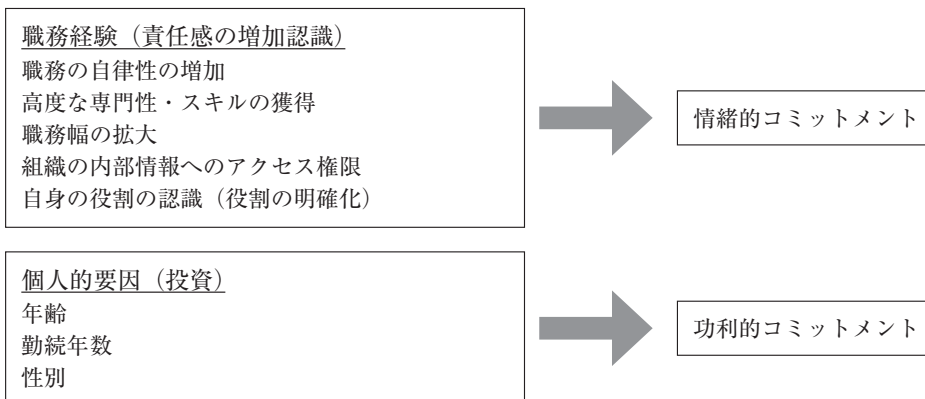 職務経験（責任感の増加認識）
職務の自律性の増加
高度な専門性・スキルの獲得
職務幅の拡大
組織の内部情報へのアクセス権限
自身の役割の認識（役割の明確化）
情緒的コミットメント
個人的要因（投資）
年齢
勤続年数
性別
功利的コミットメント